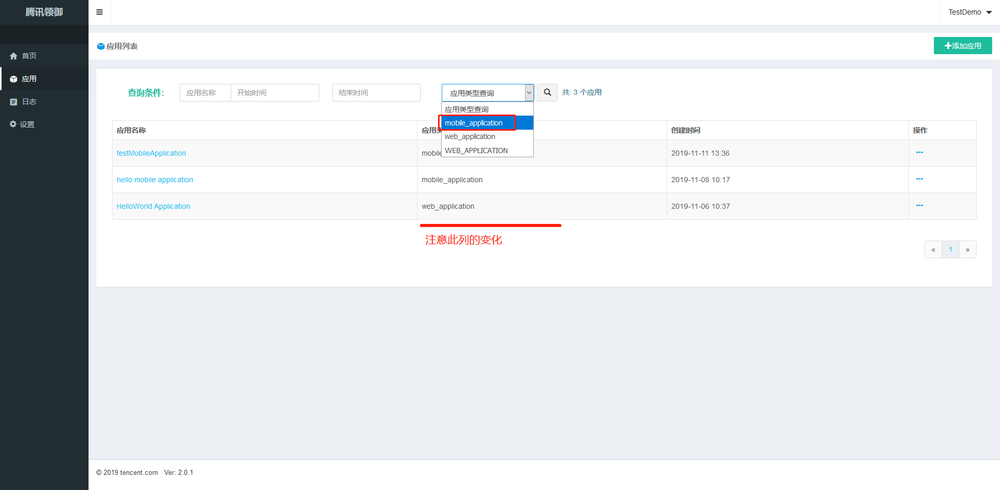 腾讯领御
TestDemo
首页
应用
日志
设置
应用列表
添加应用
查询条件:
应用名称
开始时间
结束时间
应用类型查询
共: 3 个应用
应用类型查询
mobile_application
web_application
WEB_APPLICATION
应用名称 创建时间 操作
testMobileApplication 2019-11-11 13:36
hello mobile application mobile_application 2019-11-08 10:17
HelloWorld Application web_application 2019-11-06 10:37
注意此列的变化
« 1 »
© 2019 tencent.com Ver: 2.0.1